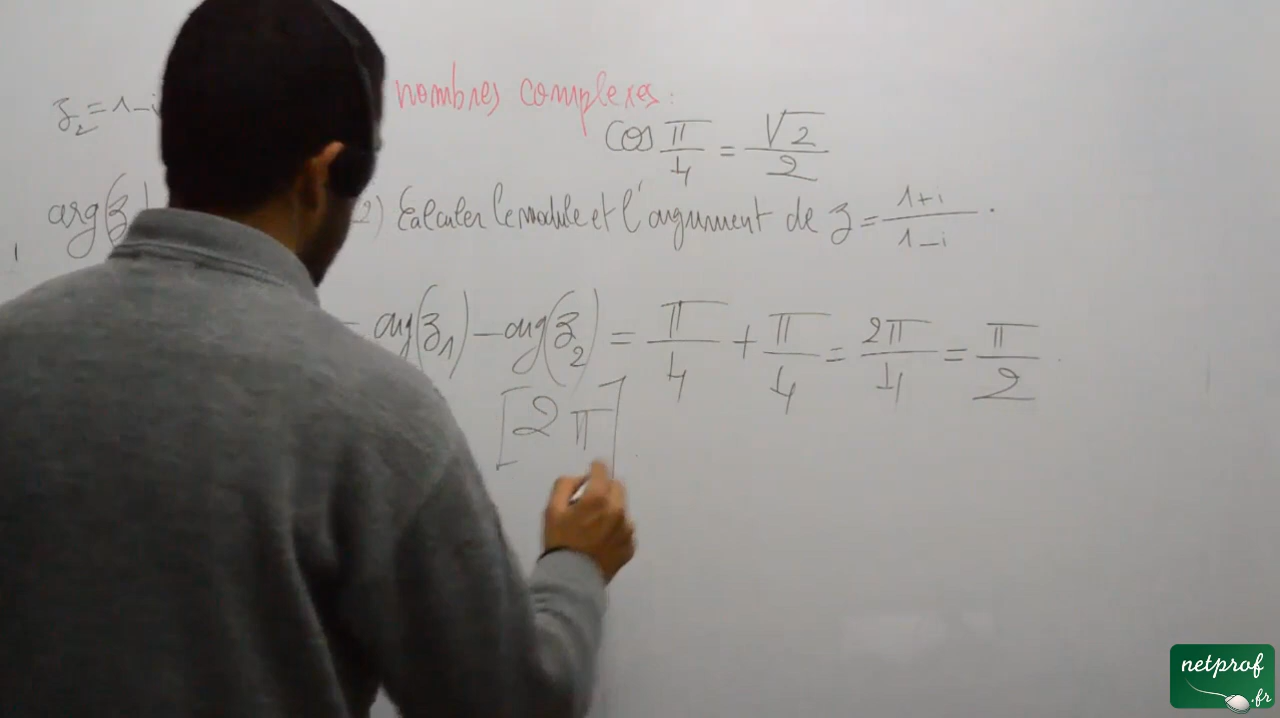 nombres complexes:
z₂ = 1-i
cos π/4 = √2/2
arg(z
2) Calculer le module et l'argument de z = 1+i/1-i.
arg(z₁) - arg(z₂) = π/4 + π/4 = 2π/4 = π/2.
[2π]
netprof
.fr